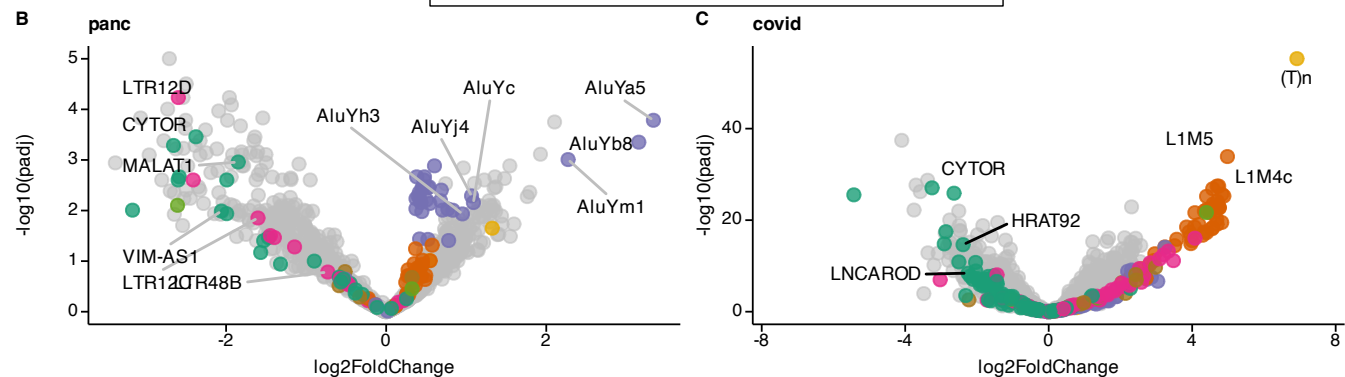 B
panc
-log10(padj)
5
4
3
2
1
0
LTR12D
CYTOR
MALAT1
VIM-AS1
LTR48B
AluYh3
AluYj4
AluYc
AluYa5
AluYb8
AluYm1
-2
0
2
log2FoldChange
C
covid
-log10(padj)
40
20
0
(T)n
L1M5
L1M4c
CYTOR
HRAT92
LNCAROD
-8
-4
0
4
8
log2FoldChange